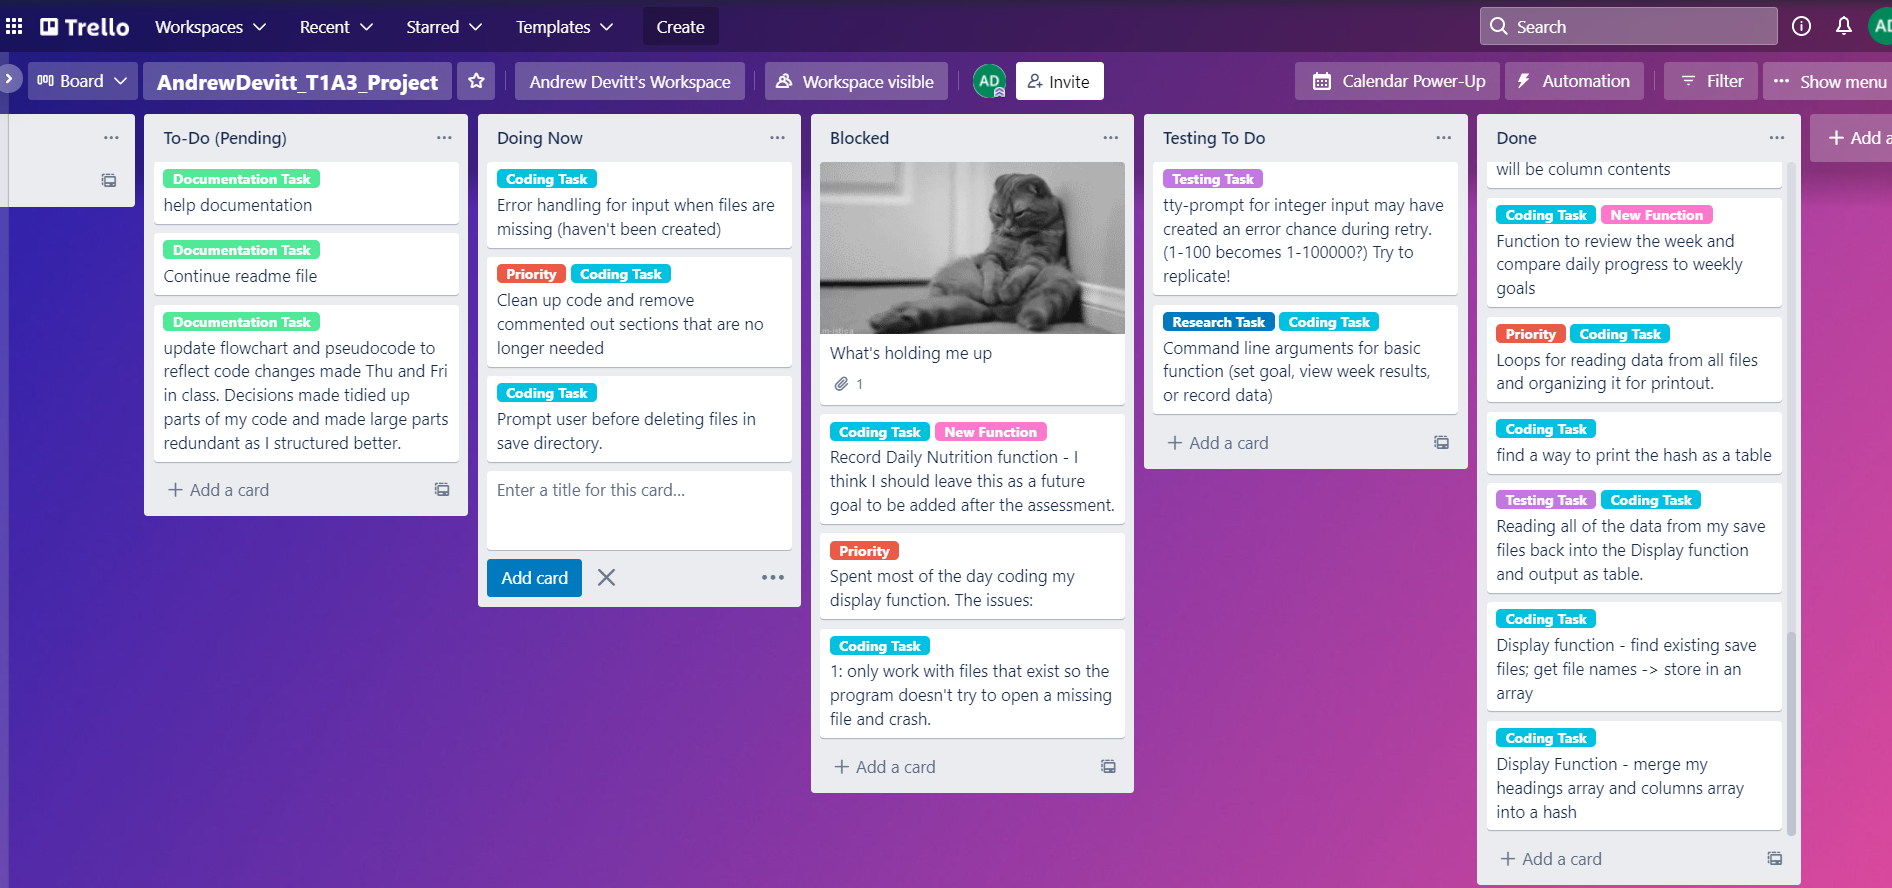 Trello
Workspaces
Recent
Starred
Templates
Create
Search
AD
Board
AndrewDevitt_T1A3_Project
Andrew Devitt's Workspace
Workspace visible
AD
Invite
Calendar Power-Up
Automation
Filter
Show menu
To-Do (Pending)
Documentation Task
help documentation
Documentation Task
Continue readme file
Documentation Task
update flowchart and pseudocode to
reflect code changes made Thu and Fri
in class. Decisions made tidied up
parts of my code and made large parts
redundant as I structured better.
+ Add a card
Doing Now
Coding Task
Error handling for input when files are
missing (haven't been created)
Priority Coding Task
Clean up code and remove
commented out sections that are no
longer needed
Coding Task
Prompt user before deleting files in
save directory.
Enter a title for this card...
Add card
Blocked
What's holding me up
1
Coding Task New Function
Record Daily Nutrition function - I
think I should leave this as a future
goal to be added after the assessment.
Priority
Spent most of the day coding my
display function. The issues:
Coding Task
1: only work with files that exist so the
program doesn't try to open a missing
file and crash.
+ Add a card
Testing To Do
Testing Task
tty-prompt for integer input may have
created an error chance during retry.
(1-100 becomes 1-100000?) Try to
replicate!
Research Task Coding Task
Command line arguments for basic
function (set goal, view week results,
or record data)
+ Add a card
Done
will be column contents
Coding Task New Function
Function to review the week and
compare daily progress to weekly
goals
Priority Coding Task
Loops for reading data from all files
and organizing it for printout.
Coding Task
find a way to print the hash as a table
Testing Task Coding Task
Reading all of the data from my save
files back into the Display function
and output as table.
Coding Task
Display function - find existing save
files; get file names -> store in an
array
Coding Task
Display Function - merge my
headings array and columns array
into a hash
+ Add a card
+ Add a